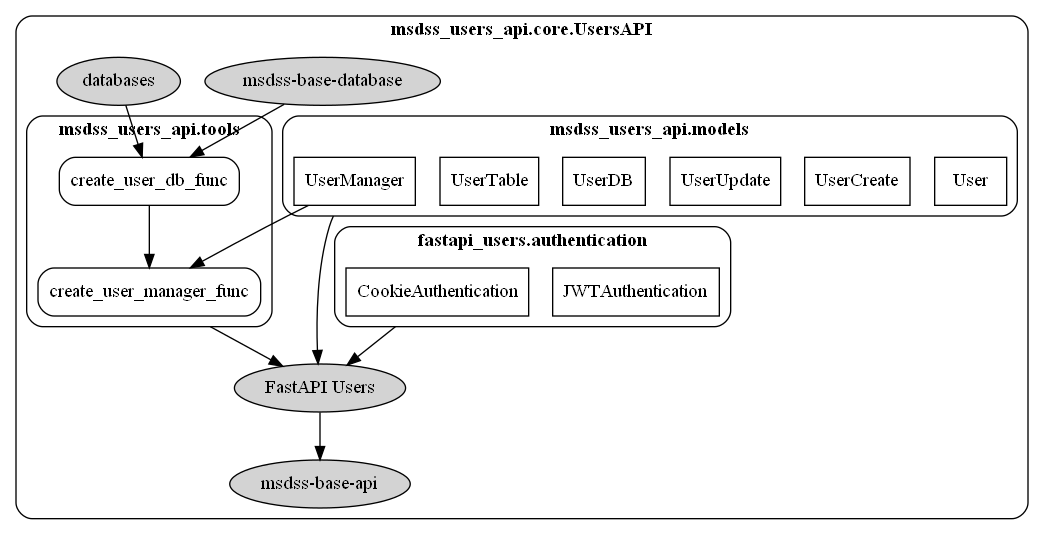 msdss_users_api.core.UsersAPI
databases
msdss-base-database
msdss_users_api.tools
msdss_users_api.models
create_user_db_func
UserManager
UserTable
UserDB
UserUpdate
UserCreate
User
fastapi_users.authentication
create_user_manager_func
CookieAuthentication
JWTAuthentication
FastAPI Users
msdss-base-api